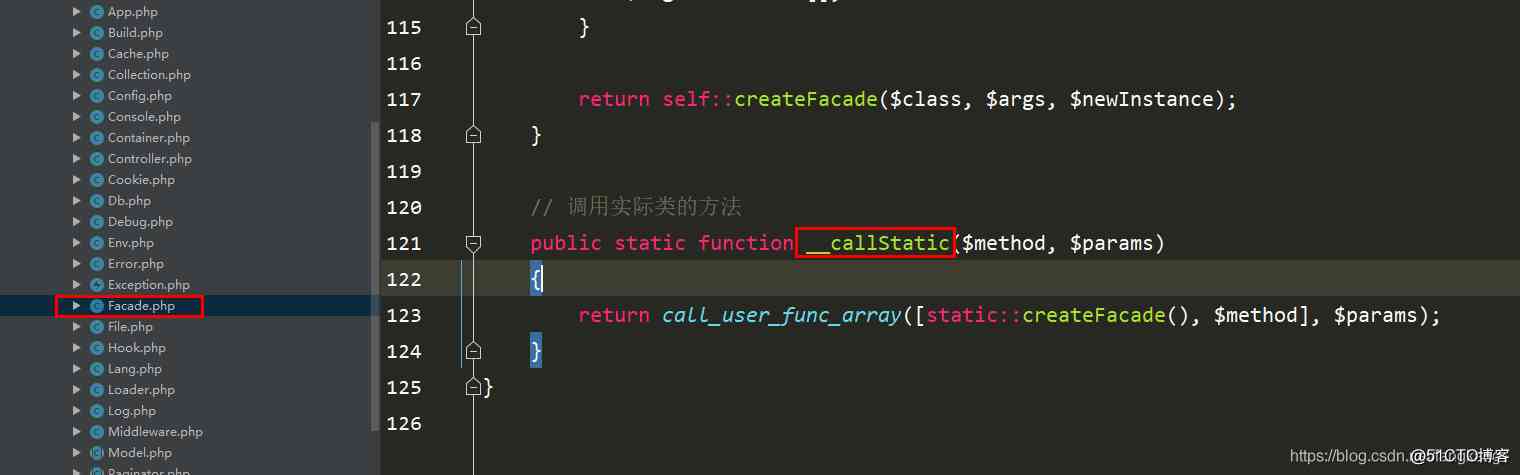 App.php
Build.php
Cache.php
Collection.php
Config.php
Console.php
Container.php
Controller.php
Cookie.php
Db.php
Debug.php
Env.php
Error.php
Exception.php
Facade.php
File.php
Hook.php
Lang.php
Loader.php
Log.php
Middleware.php
Model.php
Paginator.php
115 }
116
117 return self::createFacade($class, $args, $newInstance);
118 }
119
120 // 调用实际类的方法
121 public static function __callStatic($method, $params)
122 {
123 return call_user_func_array([static::createFacade(), $method], $params);
124 }
125 }
126
@51CTO博客